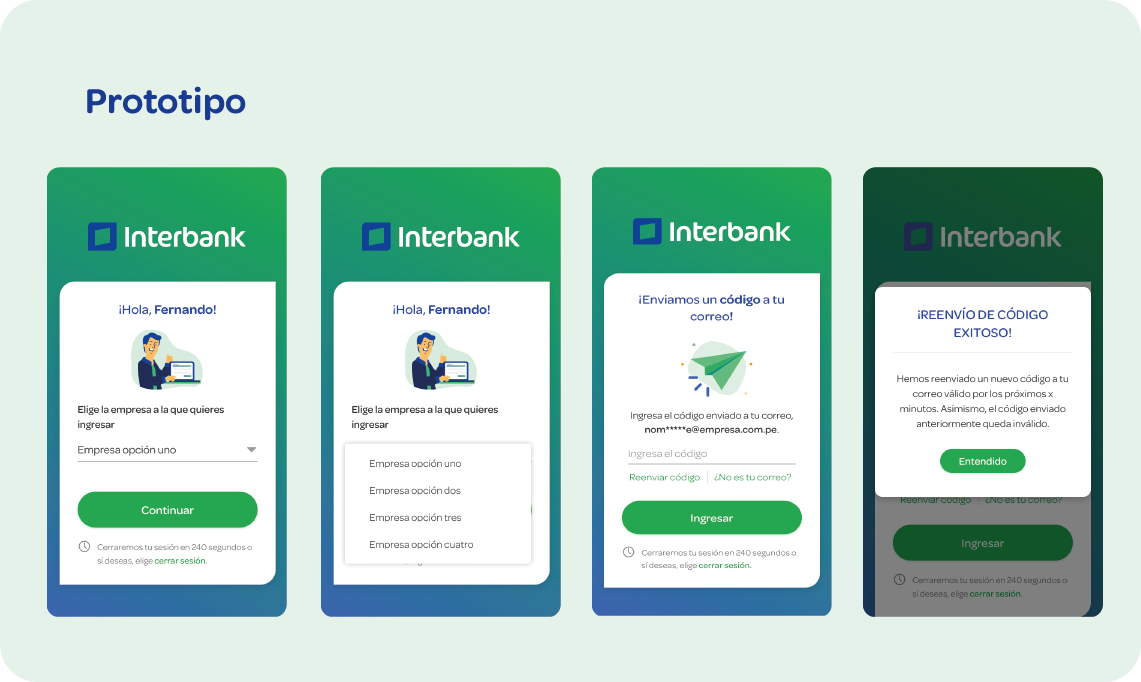 Prototipo
Interbank
¡Hola, Fernando!
Elige la empresa a la que quieres
ingresar
Empresa opción uno
Continuar
Cerraremos tu sesión en 240 segundos o
sí deseas, elige cerrar sesión.
Interbank
¡Hola, Fernando!
Elige la empresa a la que quieres
ingresar
Empresa opción uno
Empresa opción dos
Empresa opción tres
Empresa opción cuatro
Interbank
¡Enviamos un código a tu
correo!
Ingresa el código enviado a tu correo,
nom*****e@empresa.com.pe.
Ingresa el código
Reenviar código
¿No es tu correo?
Ingresar
Cerraremos tu sesión en 240 segundos o
sí deseas, elige cerrar sesión.
Interbank
¡REENVÍO DE CÓDIGO
EXITOSO!
Hemos reenviado un nuevo código a tu
correo válido por los próximos x
minutos. Asimismo, el código enviado
anteriormente queda inválido.
Entendido
Reenviar código
¿No es tu correo?
Ingresar
Cerraremos tu sesión en 240 segundos o
sí deseas, elige cerrar sesión.